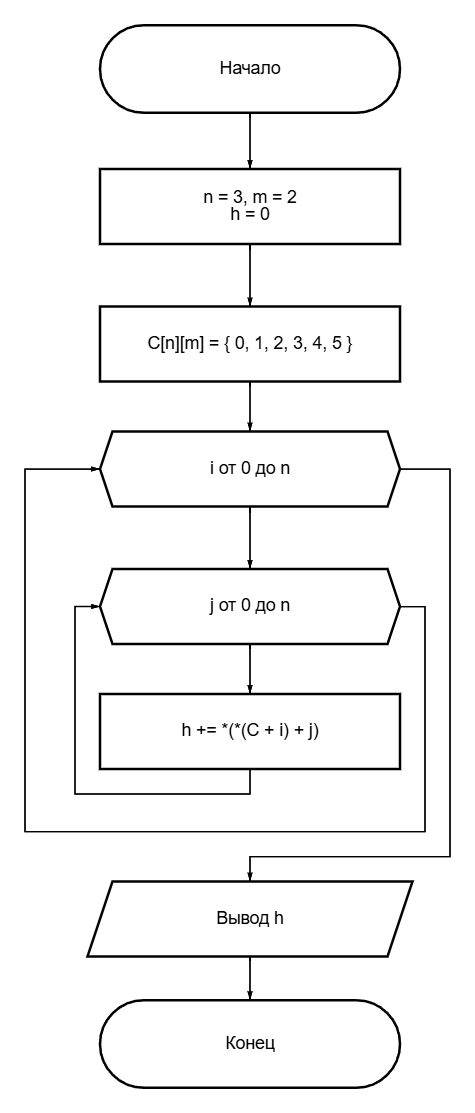 Начало
n = 3, m = 2
h = 0
C[n][m] = { 0, 1, 2, 3, 4, 5 }
i от 0 до n
j от 0 до n
h += *(*(C + i) + j)
Вывод h
Конец